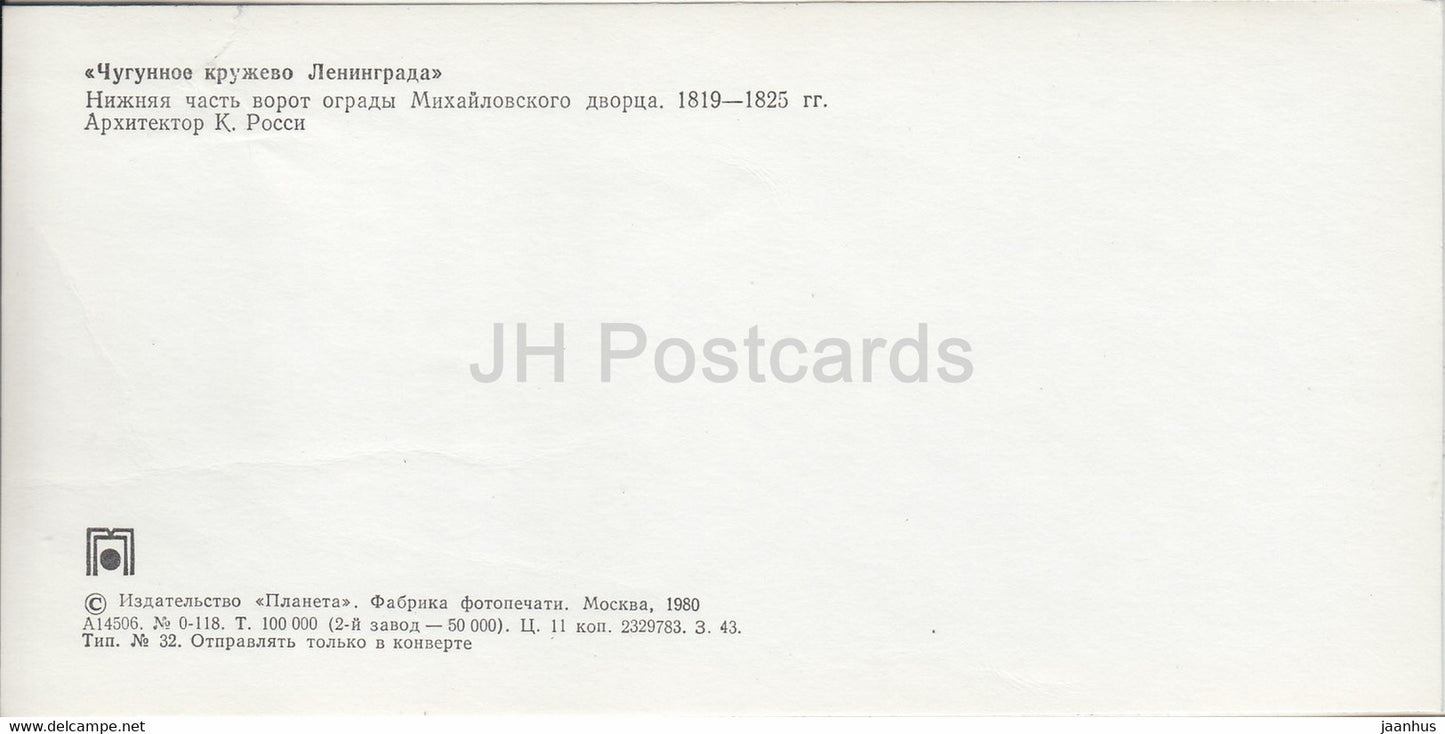 «Чугунное кружево Ленинграда»
Нижняя часть ворот ограды Михайловского дворца. 1819—1825 гг.
Архитектор К. Росси
JH Postcards
© Издательство «Планета». Фабрика фотопечати. Москва, 1980
А14506. № 0-118. Т. 100 000 (2-й завод — 50 000). Ц. 11 коп. 2329783. З. 43.
Тип. № 32. Отправлять только в конверте
www.delcampe.net
jaanhus